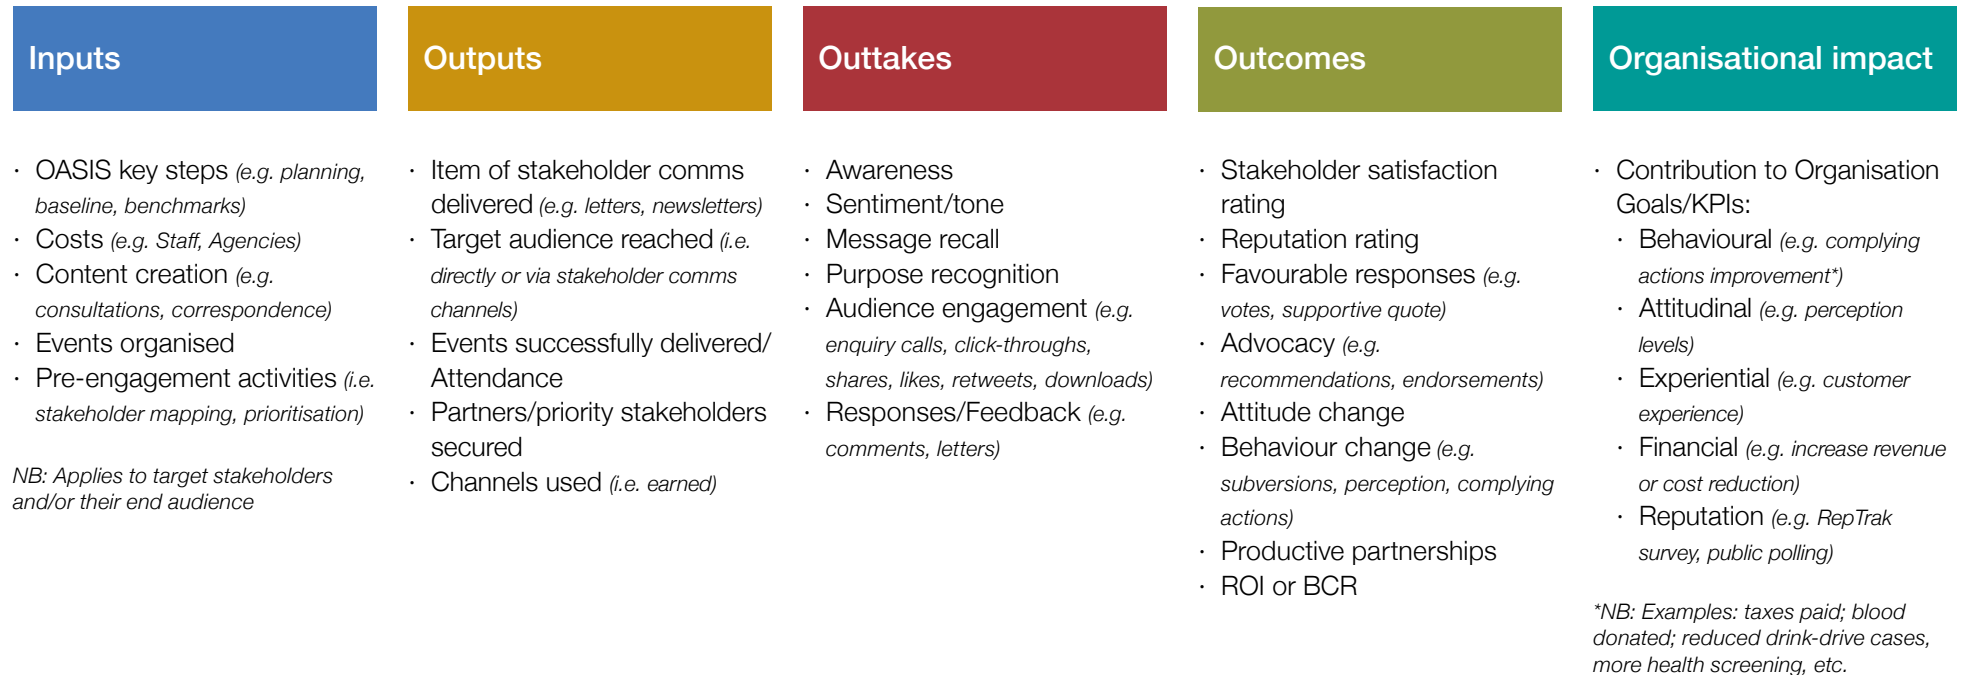 Inputs
· OASIS key steps (e.g. planning,
baseline, benchmarks)
· Costs (e.g. Staff, Agencies)
· Content creation (e.g.
consultations, correspondence)
· Events organised
· Pre-engagement activities (i.e.
stakeholder mapping, prioritisation)
NB: Applies to target stakeholders
and/or their end audience
Outputs
· Item of stakeholder comms
delivered (e.g. letters, newsletters)
· Target audience reached (i.e.
directly or via stakeholder comms
channels)
· Events successfully delivered/
Attendance
· Partners/priority stakeholders
secured
· Channels used (i.e. earned)
Outtakes
· Awareness
· Sentiment/tone
· Message recall
· Purpose recognition
· Audience engagement (e.g.
enquiry calls, click-throughs,
shares, likes, retweets, downloads)
· Responses/Feedback (e.g.
comments, letters)
Outcomes
· Stakeholder satisfaction
rating
· Reputation rating
· Favourable responses (e.g.
votes, supportive quote)
· Advocacy (e.g.
recommendations, endorsements)
· Attitude change
· Behaviour change (e.g.
subversions, perception, complying
actions)
· Productive partnerships
· ROI or BCR
Organisational impact
· Contribution to Organisation
Goals/KPIs:
· Behavioural (e.g. complying
actions improvement*)
· Attitudinal (e.g. perception
levels)
· Experiential (e.g. customer
experience)
· Financial (e.g. increase revenue
or cost reduction)
· Reputation (e.g. RepTrak
survey, public polling)
*NB: Examples: taxes paid; blood
donated; reduced drink-drive cases,
more health screening, etc.